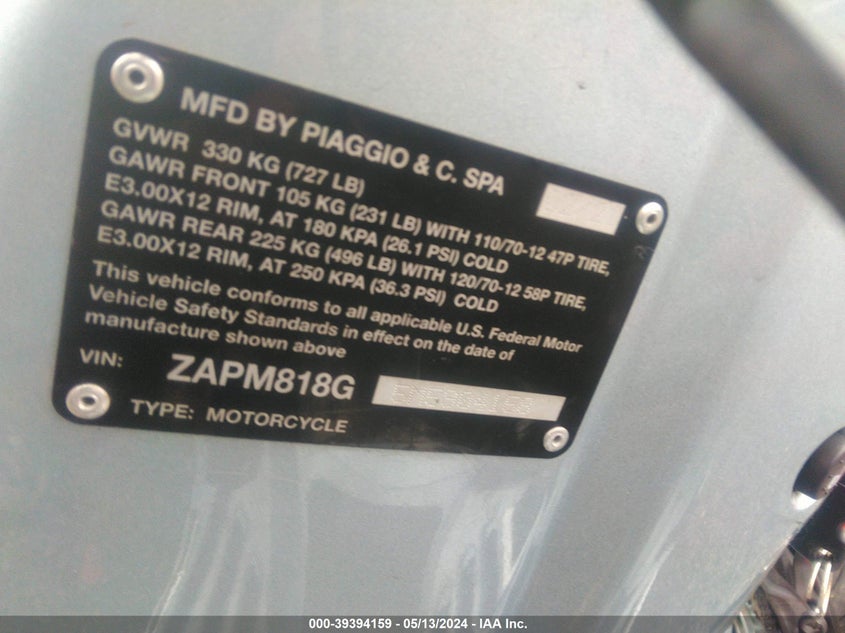 MFD BY PIAGGIO & C. SPA
GVWR 330 KG (727 LB)
GAWR FRONT 105 KG (231 LB) WITH 110/70-12 47P TIRE,
E3.00X12 RIM, AT 180 KPA (26.1 PSI) COLD
GAWR REAR 225 KG (496 LB) WITH 120/70-12 58P TIRE,
E3.00X12 RIM, AT 250 KPA (36.3 PSI) COLD
This vehicle conforms to all applicable U.S. Federal Motor
Vehicle Safety Standards in effect on the date of
manufacture shown above
VIN: ZAPM818G
TYPE: MOTORCYCLE
000-39394159 — 05/13/2024 — IAA Inc.